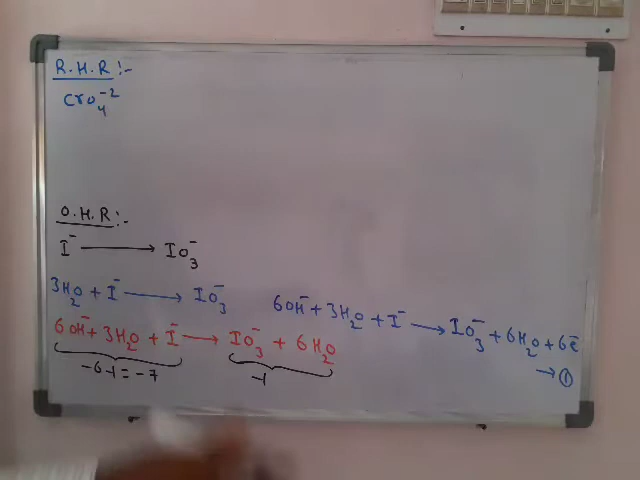 R.H.R :-
CrO₄⁻²
O.H.R :-
I⁻ ⟶ IO₃⁻
3H₂O + I⁻ ⟶ IO₃⁻
6OH⁻ + 3H₂O + I⁻ ⟶ IO₃⁻ + 6H₂O + 6e⁻
⟶ ①
6OH⁻ + 3H₂O + I⁻ ⟶ IO₃⁻ + 6H₂O
-6-1 = -7
-1